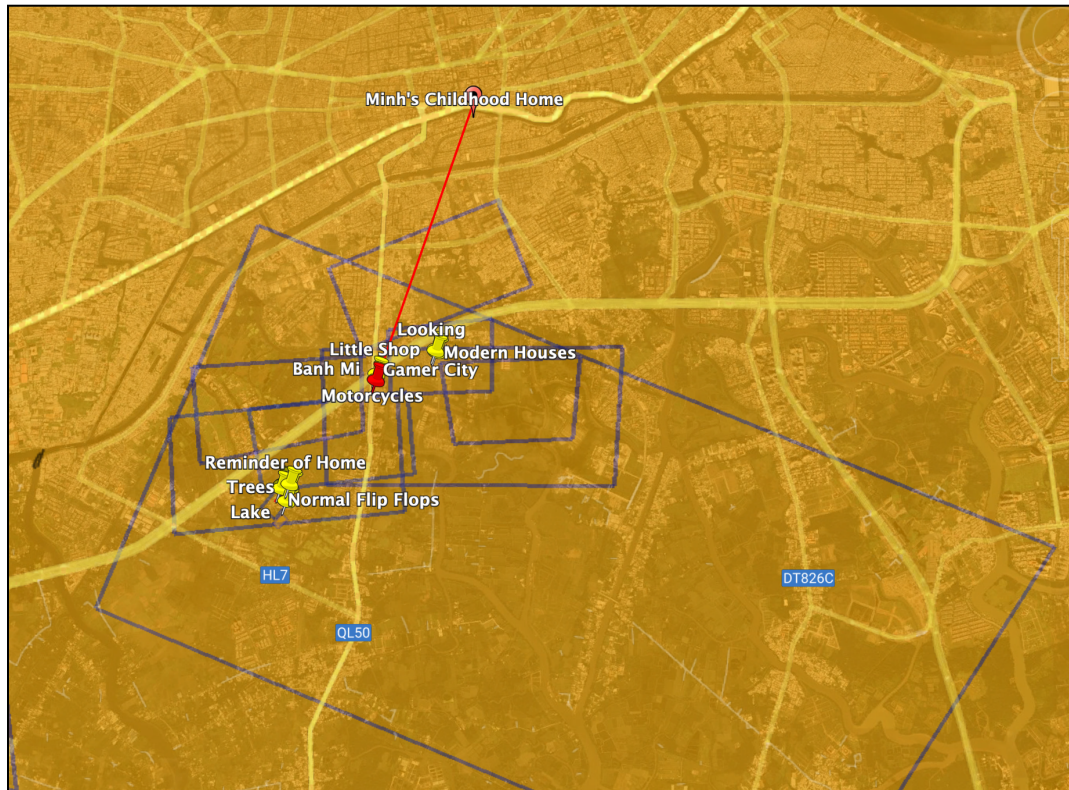 Minh's Childhood Home
Looking
Little Shop
Modern Houses
Banh Mi
Gamer City
Motorcycles
Reminder of Home
Trees
Normal Flip Flops
Lake
HL7
DT826C
QL50